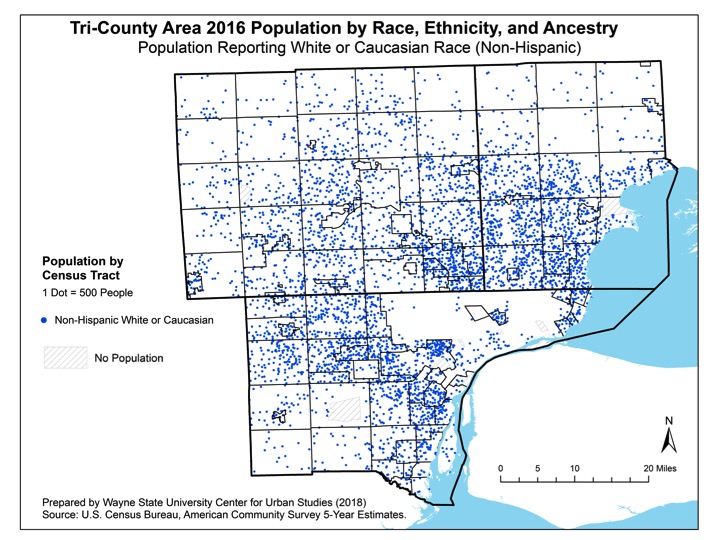 Tri-County Area 2016 Population by Race, Ethnicity, and Ancestry
Population Reporting White or Caucasian Race (Non-Hispanic)
Population by
Census Tract
1 Dot = 500 People
Non-Hispanic White or Caucasian
No Population
N
0 5 10 20 Miles
Prepared by Wayne State University Center for Urban Studies (2018)
Source: U.S. Census Bureau, American Community Survey 5-Year Estimates.